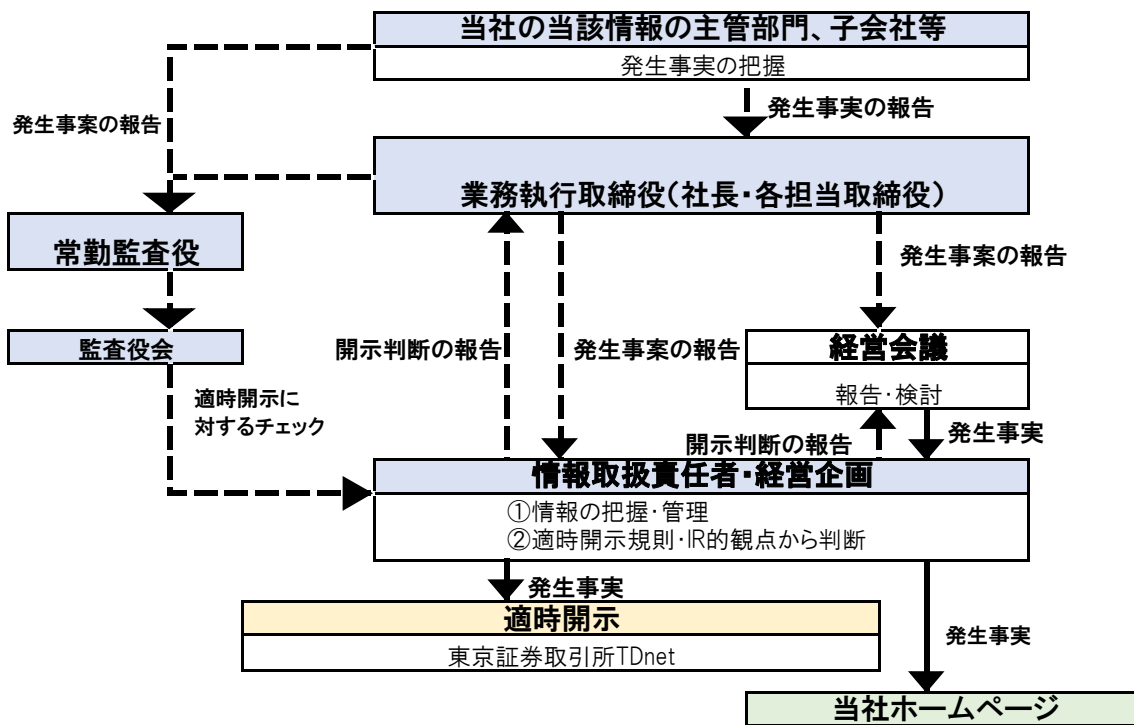 当社の当該情報の主管部門、子会社等
発生事実の把握
発生事実の報告
発生事案の報告
業務執行取締役(社長・各担当取締役)
常勤監査役
発生事案の報告
監査役会
開示判断の報告
発生事案の報告
経営会議
報告・検討
適時開示に
対するチェック
開示判断の報告
発生事実
情報取扱責任者・経営企画
①情報の把握・管理
②適時開示規則・IR的観点から判断
発生事実
適時開示
東京証券取引所TDnet
発生事実
当社ホームページ